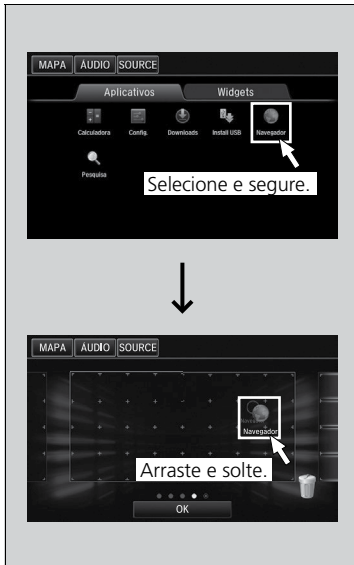 MAPA ÁUDIO SOURCE
Aplicativos Widgets
Calculadora Config. Downloads Install USB Navegador
Pesquisa
Selecione e segure.
MAPA ÁUDIO SOURCE
Navegador
Arraste e solte.
OK